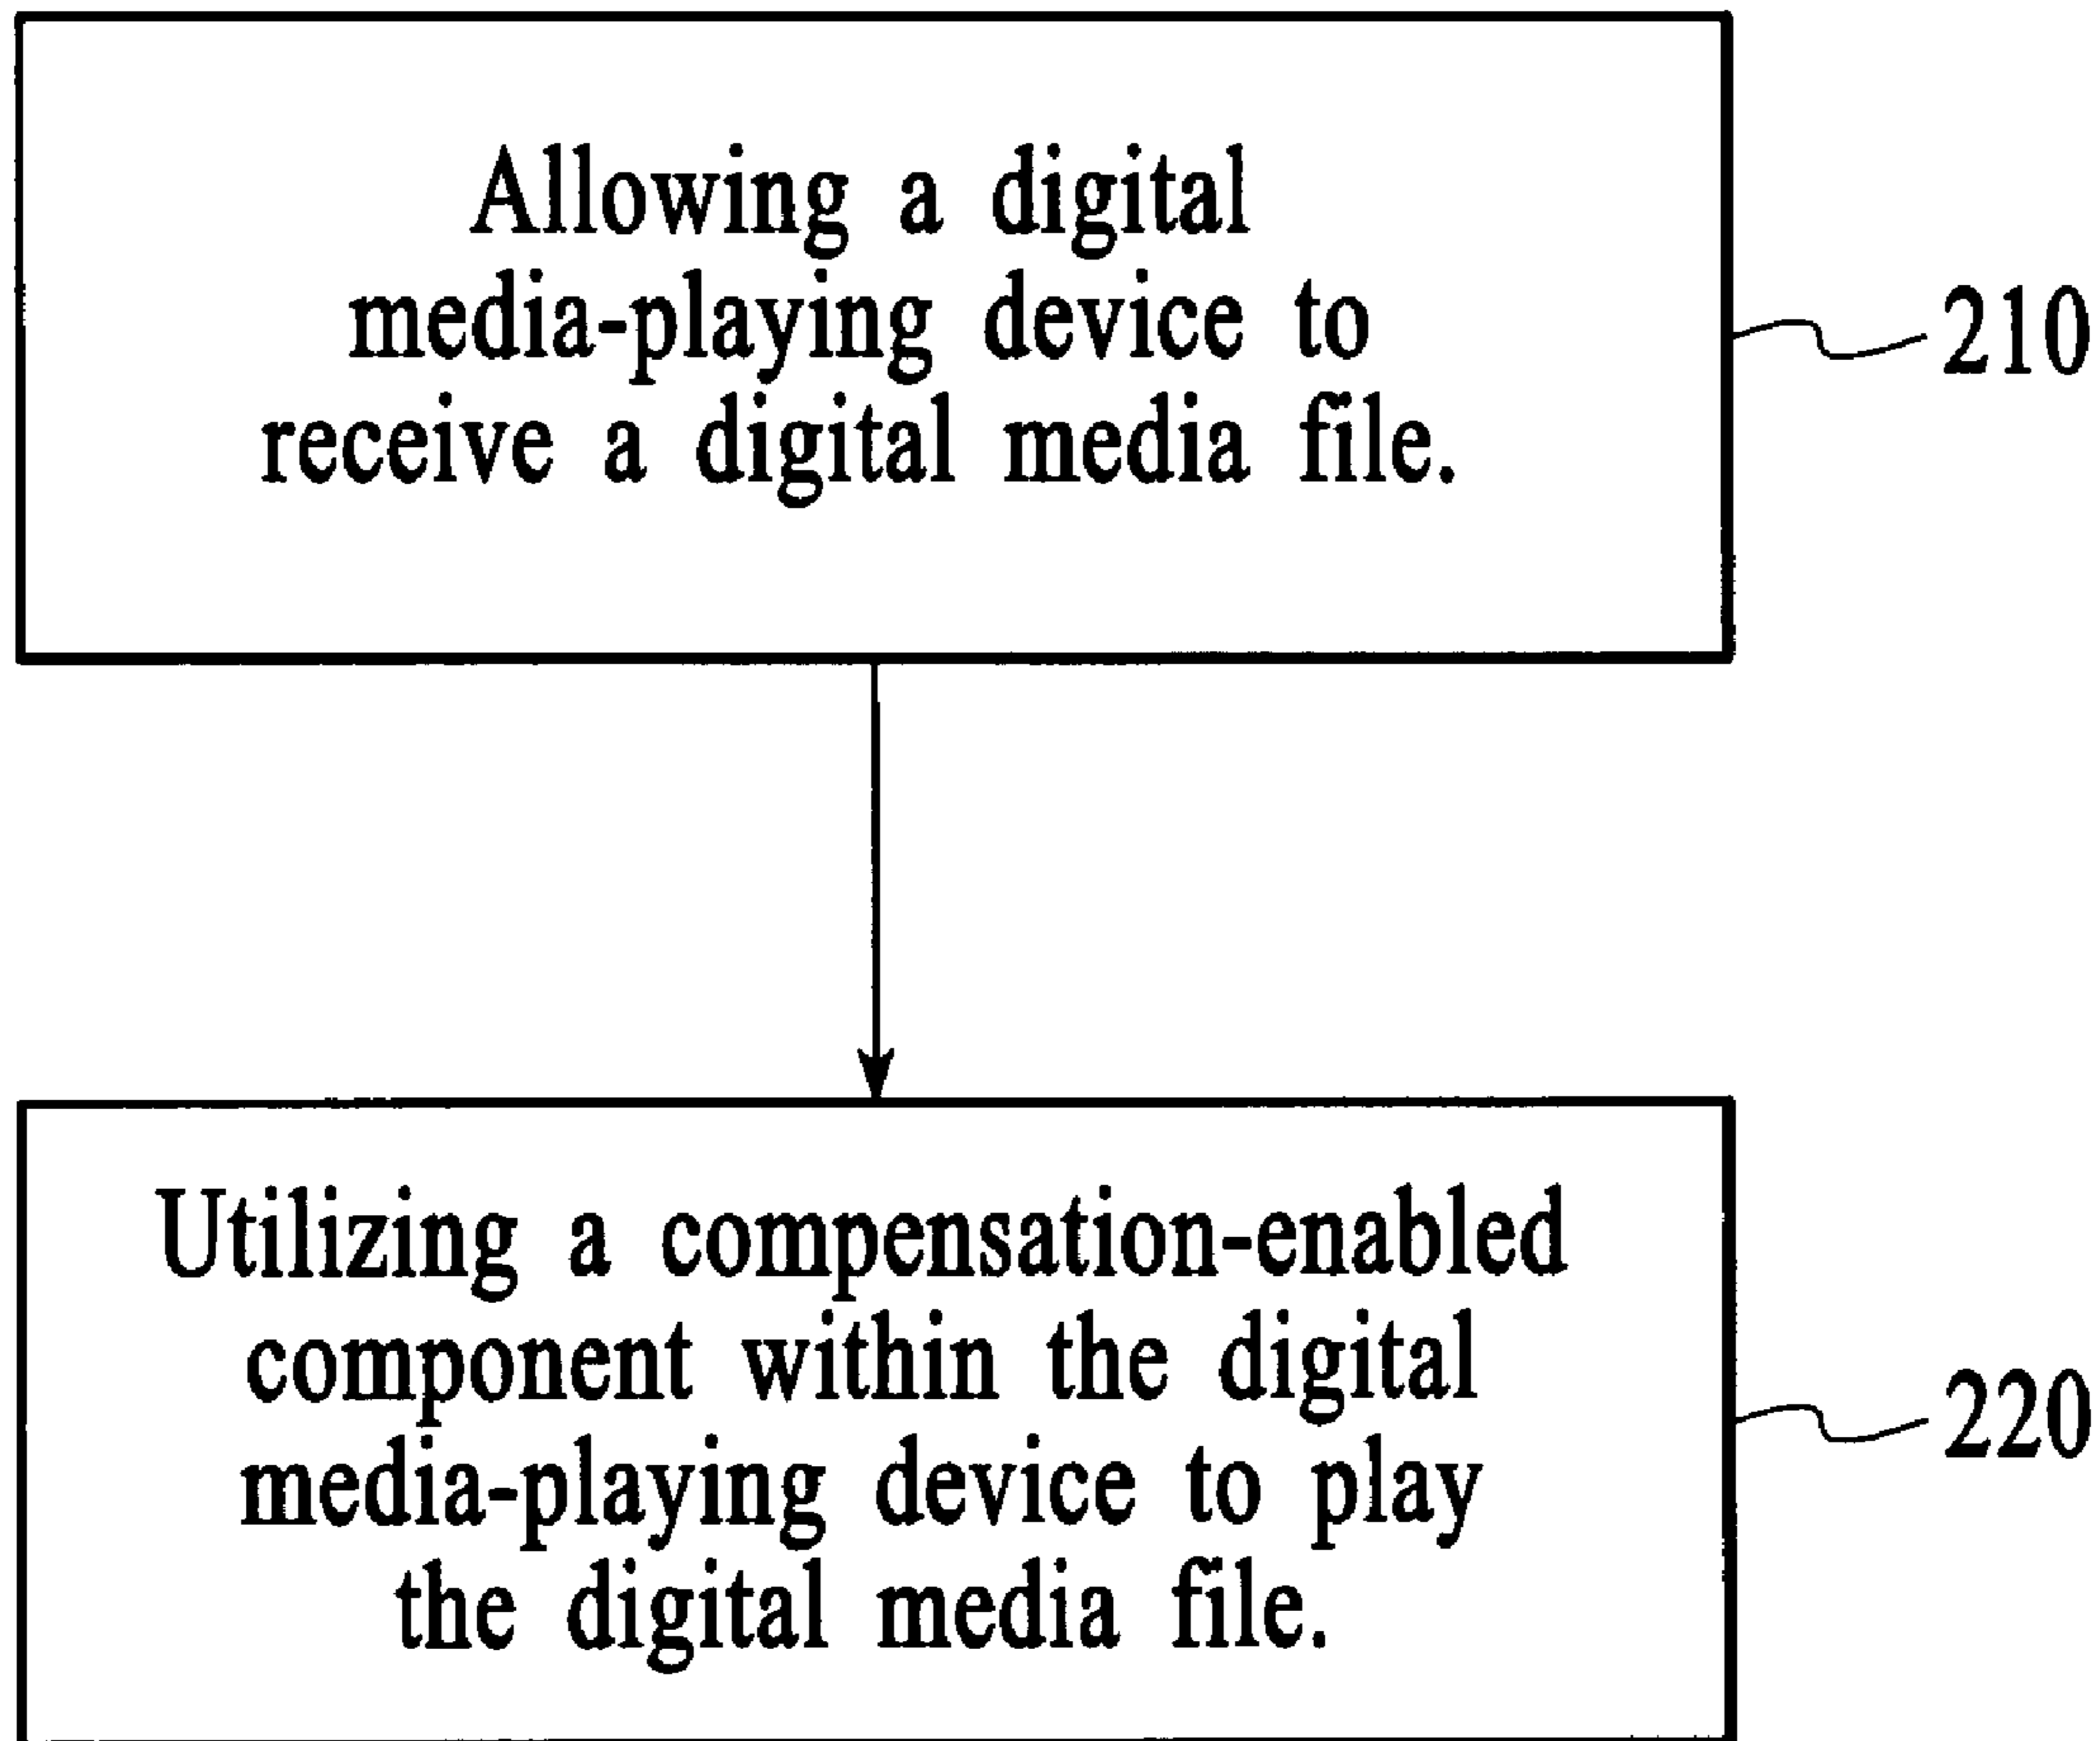 Allowing a digital
media-playing device to
receive a digital media file.
210
Utilizing a compensation-enabled
component within the digital
media-playing device to play
the digital media file.
220